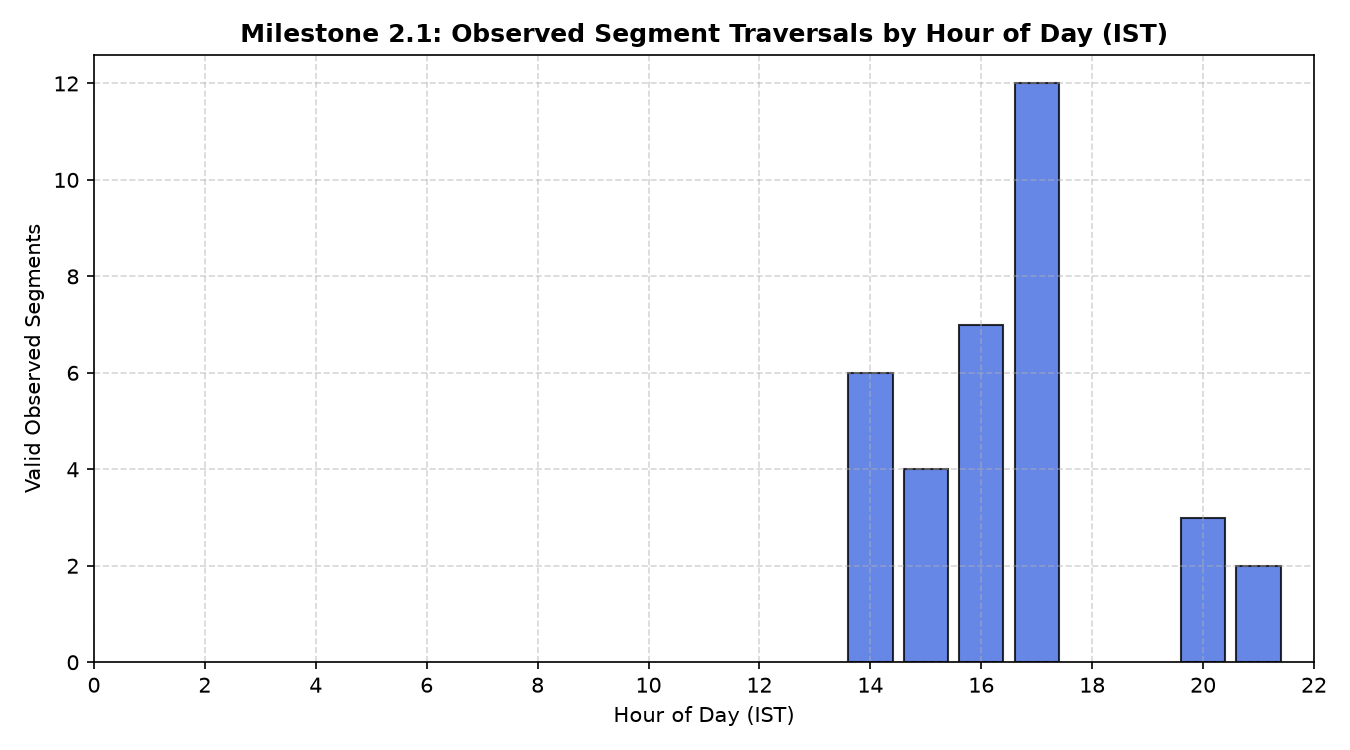 Milestone 2.1: Observed Segment Traversals by Hour of Day (IST)
Valid Observed Segments
12
10
8
6
4
2
0
0 2 4 6 8 10 12 14 16 18 20 22
Hour of Day (IST)